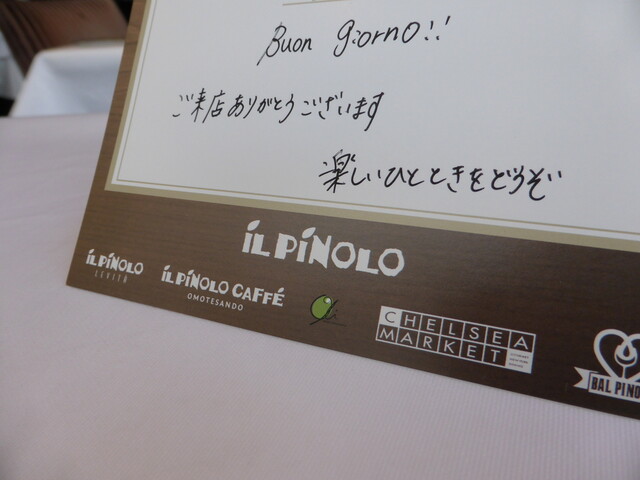 Buon giorno!!
ご来店ありがとうございます
楽しいひとときをどうぞ
iL PiNOLO
iL PiNOLO
iL PiNOLO CAFFé
OMOTESANDO
CHELSEA
MARKET
BAL PINO